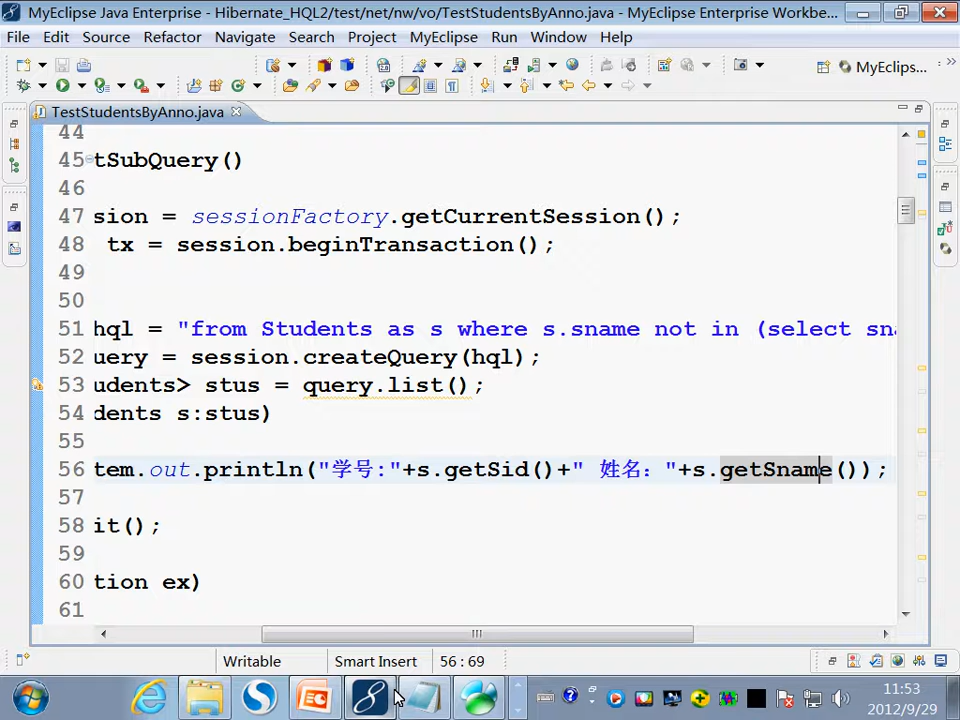 MyEclipse Java Enterprise - Hibernate_HQL2/test/net/nw/vo/TestStudentsByAnno.java - MyEclipse Enterprise Workbe...
File Edit Source Refactor Navigate Search Project MyEclipse Run Window Help
MyEclips...
TestStudentsByAnno.java
44
45 tSubQuery()
46
47 sion = sessionFactory.getCurrentSession();
48 tx = session.beginTransaction();
49
50
51 hql = "from Students as s where s.sname not in (select sna
52 uery = session.createQuery(hql);
53 udents> stus = query.list();
54 dents s:stus)
55
56 tem.out.println("学号:"+s.getSid()+" 姓名："+s.getSname());
57
58 it();
59
60 tion ex)
61
Writable Smart Insert 56 : 69
11:53
2012/9/29